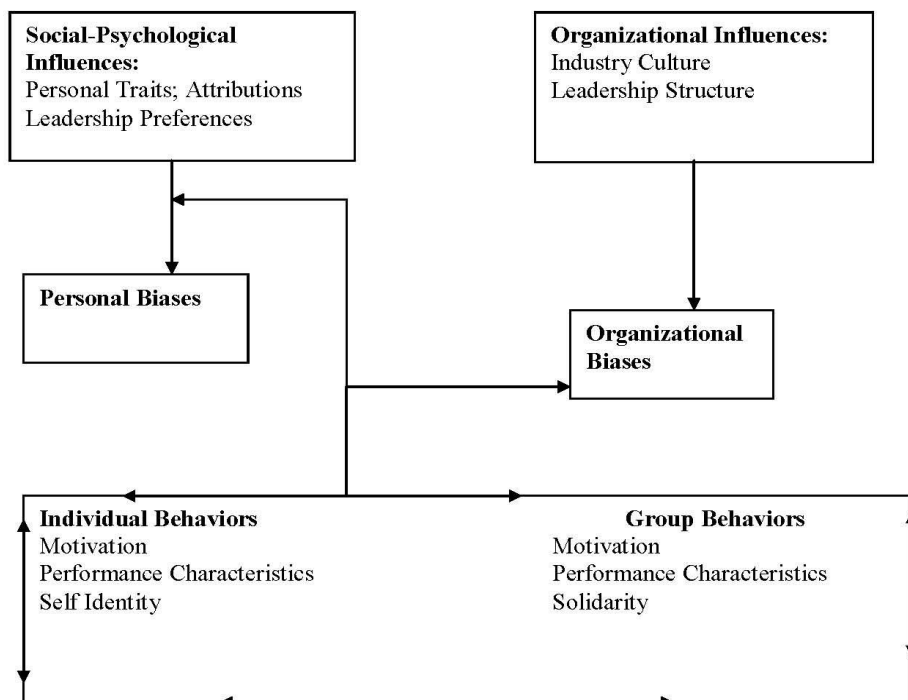 Social-Psychological
Influences:
Personal Traits; Attributions
Leadership Preferences
Organizational Influences:
Industry Culture
Leadership Structure
Personal Biases
Organizational
Biases
Individual Behaviors
Motivation
Performance Characteristics
Self Identity
Group Behaviors
Motivation
Performance Characteristics
Solidarity